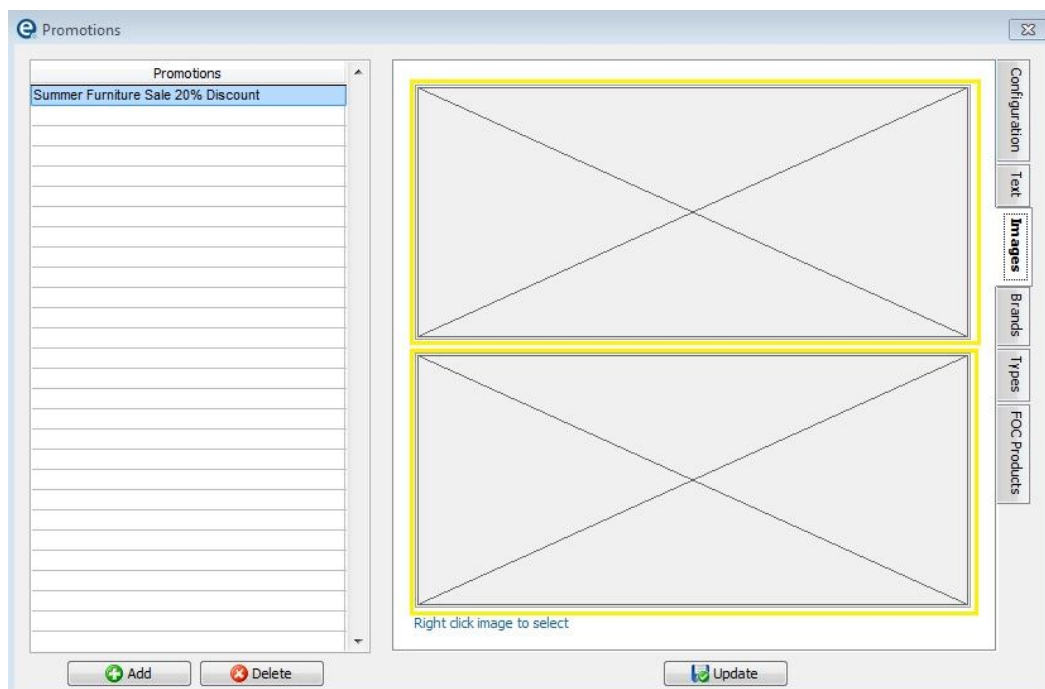 e Promotions
Promotions
Summer Furniture Sale 20% Discount
Configuration
Text
Images
Brands
Types
FOC Products
Right click image to select
Add
Delete
Update